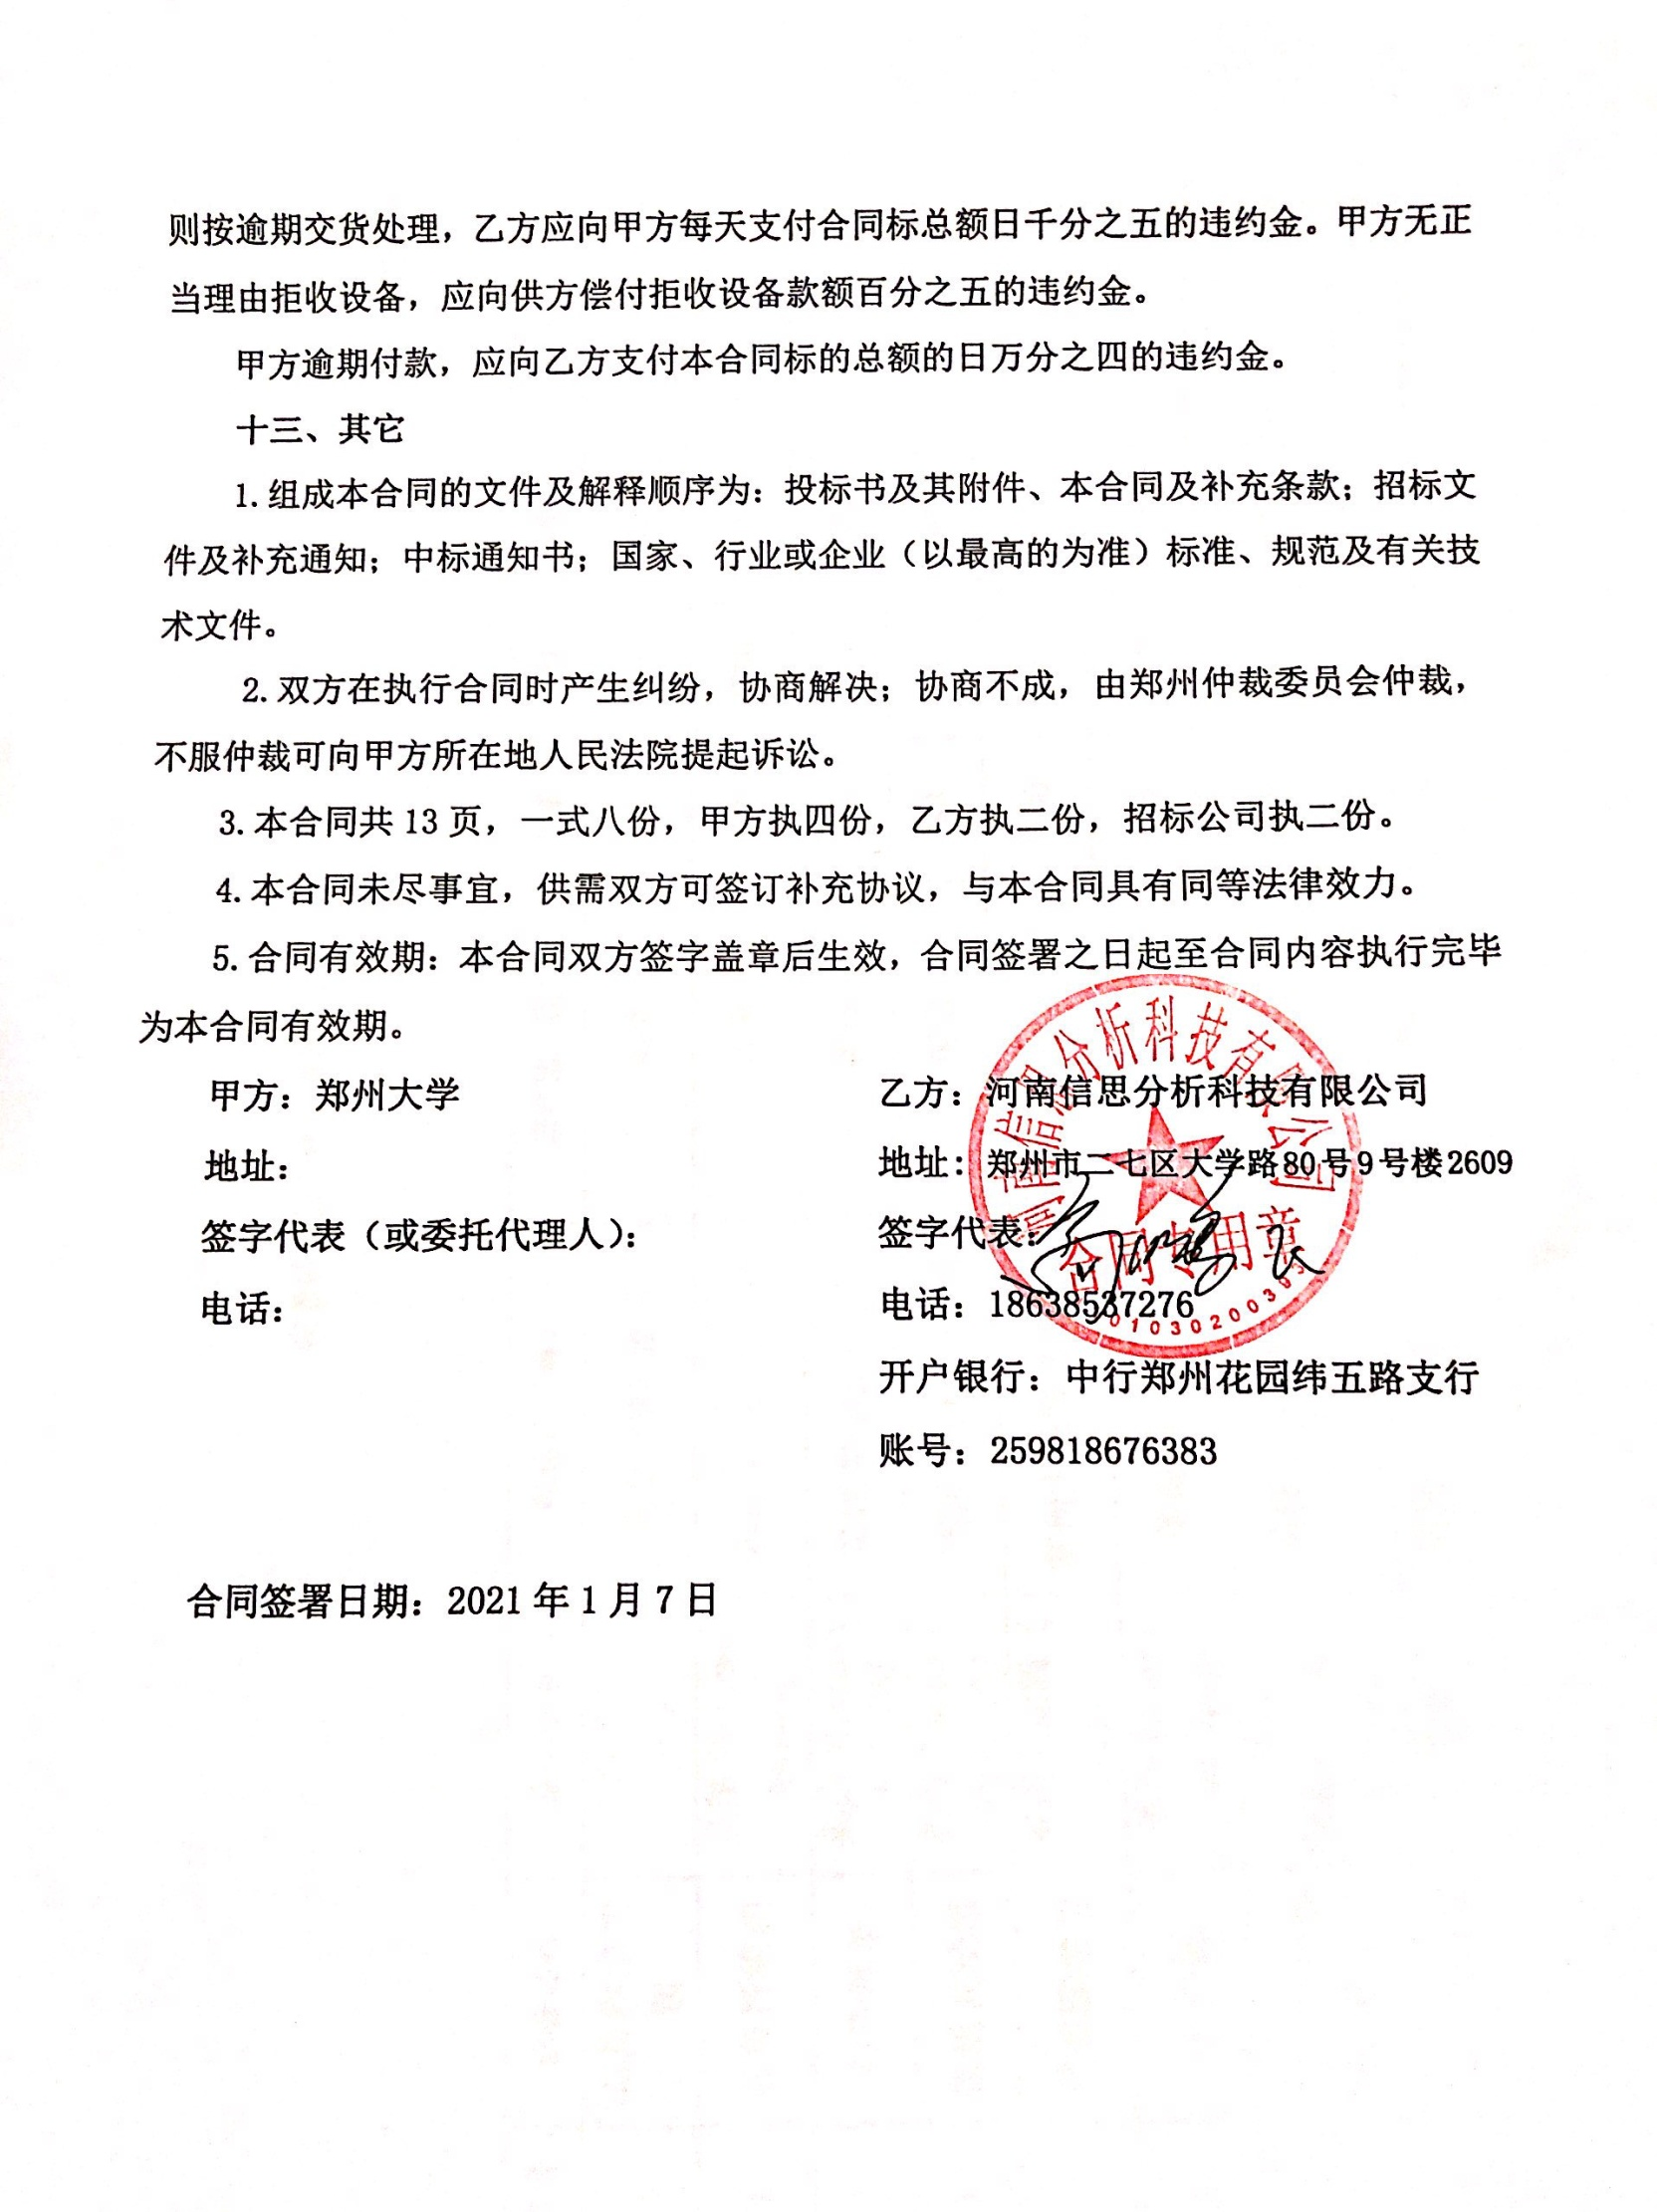 则按逾期交货处理，乙方应向甲方每天支付合同标总额日千分之五的违约金。甲方无正
当理由拒收设备，应向供方偿付拒收设备款额百分之五的违约金。
甲方逾期付款，应向乙方支付本合同标的总额的日万分之四的违约金。
十三、其它
1.组成本合同的文件及解释顺序为：投标书及其附件、本合同及补充条款；招标文
件及补充通知；中标通知书；国家、行业或企业（以最高的为准）标准、规范及有关技
术文件。
2.双方在执行合同时产生纠纷，协商解决；协商不成，由郑州仲裁委员会仲裁，
不服仲裁可向甲方所在地人民法院提起诉讼。
3.本合同共 13 页，一式八份，甲方执四份，乙方执二份，招标公司执二份。
4.本合同未尽事宜，供需双方可签订补充协议，与本合同具有同等法律效力。
5.合同有效期：本合同双方签字盖章后生效，合同签署之日起至合同内容执行完毕
为本合同有效期。
甲方：郑州大学
地址：
签字代表（或委托代理人）：
电话：
乙方：河南信思分析科技有限公司
地址：郑州市二七区大学路80号9号楼2609
签字代表：
电话：18638537276
开户银行：中行郑州花园纬五路支行
账号：259818676383
河南信思分析科技有限公司
合同专用章
合同签署日期：2021 年 1 月 7 日